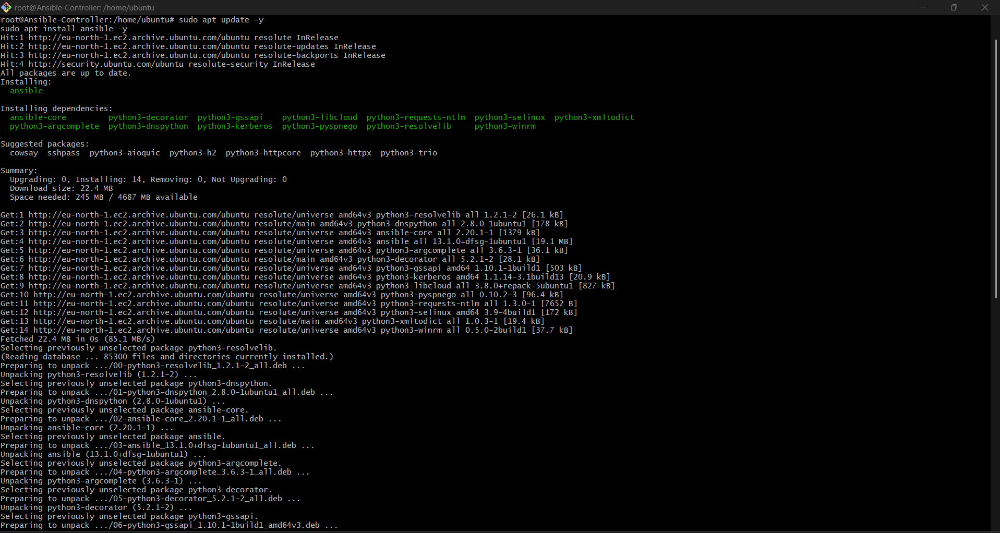 root@Ansible-Controller: /home/ubuntu
root@Ansible-Controller:/home/ubuntu# sudo apt update -y
sudo apt install ansible -y
Hit:1 http://eu-north-1.ec2.archive.ubuntu.com/ubuntu resolute InRelease
Hit:2 http://eu-north-1.ec2.archive.ubuntu.com/ubuntu resolute-updates InRelease
Hit:3 http://eu-north-1.ec2.archive.ubuntu.com/ubuntu resolute-backports InRelease
Hit:4 http://security.ubuntu.com/ubuntu resolute-security InRelease
All packages are up to date.
Installing:
  ansible

Installing dependencies:
  ansible-core         python3-decorator  python3-gssapi    python3-libcloud  python3-requests-ntlm  python3-selinux  python3-xmltodict
  python3-argcomplete  python3-dnspython  python3-kerberos  python3-pyspnego  python3-resolvelib     python3-winrm

Suggested packages:
  cowsay  sshpass  python3-aioquic  python3-h2  python3-httpcore  python3-httpx  python3-trio

Summary:
  Upgrading: 0, Installing: 14, Removing: 0, Not Upgrading: 0
  Download size: 22.4 MB
  Space needed: 245 MB / 4687 MB available

Get:1 http://eu-north-1.ec2.archive.ubuntu.com/ubuntu resolute/universe amd64v3 python3-resolvelib all 1.2.1-2 [26.1 kB]
Get:2 http://eu-north-1.ec2.archive.ubuntu.com/ubuntu resolute/main amd64v3 python3-dnspython all 2.8.0-1ubuntu1 [178 kB]
Get:3 http://eu-north-1.ec2.archive.ubuntu.com/ubuntu resolute/universe amd64v3 ansible-core all 2.20.1-1 [1379 kB]
Get:4 http://eu-north-1.ec2.archive.ubuntu.com/ubuntu resolute/universe amd64v3 ansible all 13.1.0+dfsg-1ubuntu1 [19.1 MB]
Get:5 http://eu-north-1.ec2.archive.ubuntu.com/ubuntu resolute/universe amd64v3 python3-argcomplete all 3.6.3-1 [36.1 kB]
Get:6 http://eu-north-1.ec2.archive.ubuntu.com/ubuntu resolute/main amd64v3 python3-decorator all 5.2.1-2 [28.1 kB]
Get:7 http://eu-north-1.ec2.archive.ubuntu.com/ubuntu resolute/universe amd64v3 python3-gssapi amd64 1.10.1-1build1 [503 kB]
Get:8 http://eu-north-1.ec2.archive.ubuntu.com/ubuntu resolute/universe amd64v3 python3-kerberos amd64 1.1.14-3.1build13 [20.9 kB]
Get:9 http://eu-north-1.ec2.archive.ubuntu.com/ubuntu resolute/universe amd64v3 python3-libcloud all 3.8.0+repack-5ubuntu1 [827 kB]
Get:10 http://eu-north-1.ec2.archive.ubuntu.com/ubuntu resolute/universe amd64v3 python3-pyspnego all 0.10.2-3 [96.4 kB]
Get:11 http://eu-north-1.ec2.archive.ubuntu.com/ubuntu resolute/universe amd64v3 python3-requests-ntlm all 1.3.0-1 [7652 B]
Get:12 http://eu-north-1.ec2.archive.ubuntu.com/ubuntu resolute/universe amd64v3 python3-selinux amd64 3.9-4build1 [172 kB]
Get:13 http://eu-north-1.ec2.archive.ubuntu.com/ubuntu resolute/main amd64v3 python3-xmltodict all 1.0.3-1 [19.4 kB]
Get:14 http://eu-north-1.ec2.archive.ubuntu.com/ubuntu resolute/universe amd64v3 python3-winrm all 0.5.0-2build1 [37.7 kB]
Fetched 22.4 MB in 0s (85.1 MB/s)
Selecting previously unselected package python3-resolvelib.
(Reading database ... 85300 files and directories currently installed.)
Preparing to unpack .../00-python3-resolvelib_1.2.1-2_all.deb ...
Unpacking python3-resolvelib (1.2.1-2) ...
Selecting previously unselected package python3-dnspython.
Preparing to unpack .../01-python3-dnspython_2.8.0-1ubuntu1_all.deb ...
Unpacking python3-dnspython (2.8.0-1ubuntu1) ...
Selecting previously unselected package ansible-core.
Preparing to unpack .../02-ansible-core_2.20.1-1_all.deb ...
Unpacking ansible-core (2.20.1-1) ...
Selecting previously unselected package ansible.
Preparing to unpack .../03-ansible_13.1.0+dfsg-1ubuntu1_all.deb ...
Unpacking ansible (13.1.0+dfsg-1ubuntu1) ...
Selecting previously unselected package python3-argcomplete.
Preparing to unpack .../04-python3-argcomplete_3.6.3-1_all.deb ...
Unpacking python3-argcomplete (3.6.3-1) ...
Selecting previously unselected package python3-decorator.
Preparing to unpack .../05-python3-decorator_5.2.1-2_all.deb ...
Unpacking python3-decorator (5.2.1-2) ...
Selecting previously unselected package python3-gssapi.
Preparing to unpack .../06-python3-gssapi_1.10.1-1build1_amd64v3.deb ...